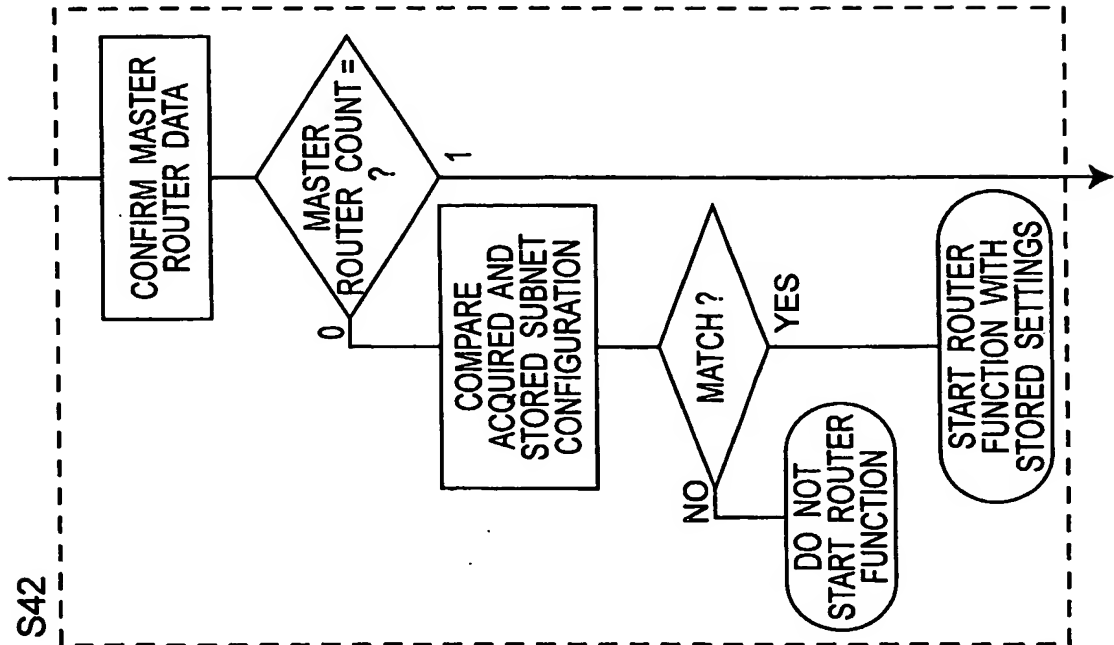 S42
CONFIRM MASTER
ROUTER DATA
MASTER
ROUTER COUNT =
?
0
1
COMPARE
ACQUIRED AND
STORED SUBNET
CONFIGURATION
MATCH?
NO
YES
DO NOT
START ROUTER
FUNCTION
START ROUTER
FUNCTION WITH
STORED SETTINGS